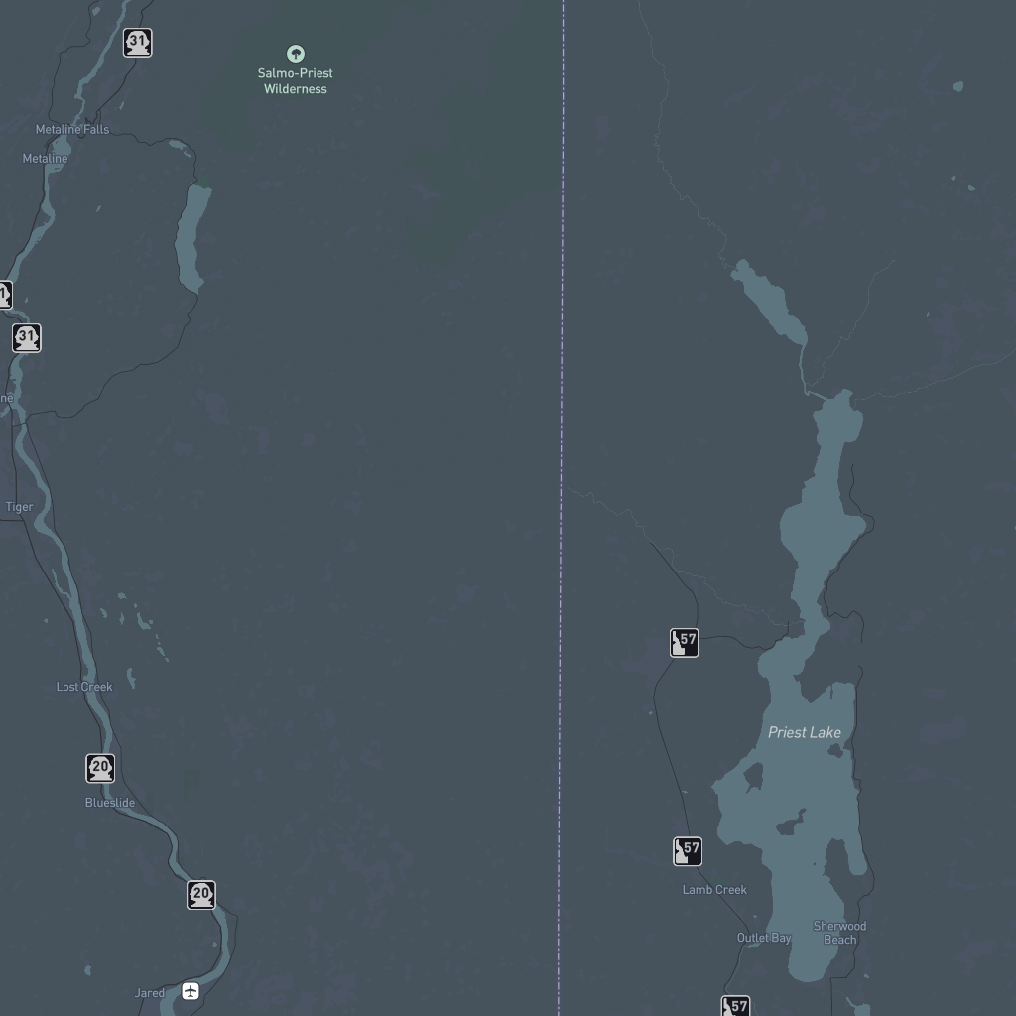 31
Salmo-Priest
Wilderness
Metaline Falls
Metaline
31
ne
Tiger
57
Lost Creek
Priest Lake
20
Blueslide
57
Lamb Creek
20
Sherwood
Beach
Outlet Bay
Jared
57